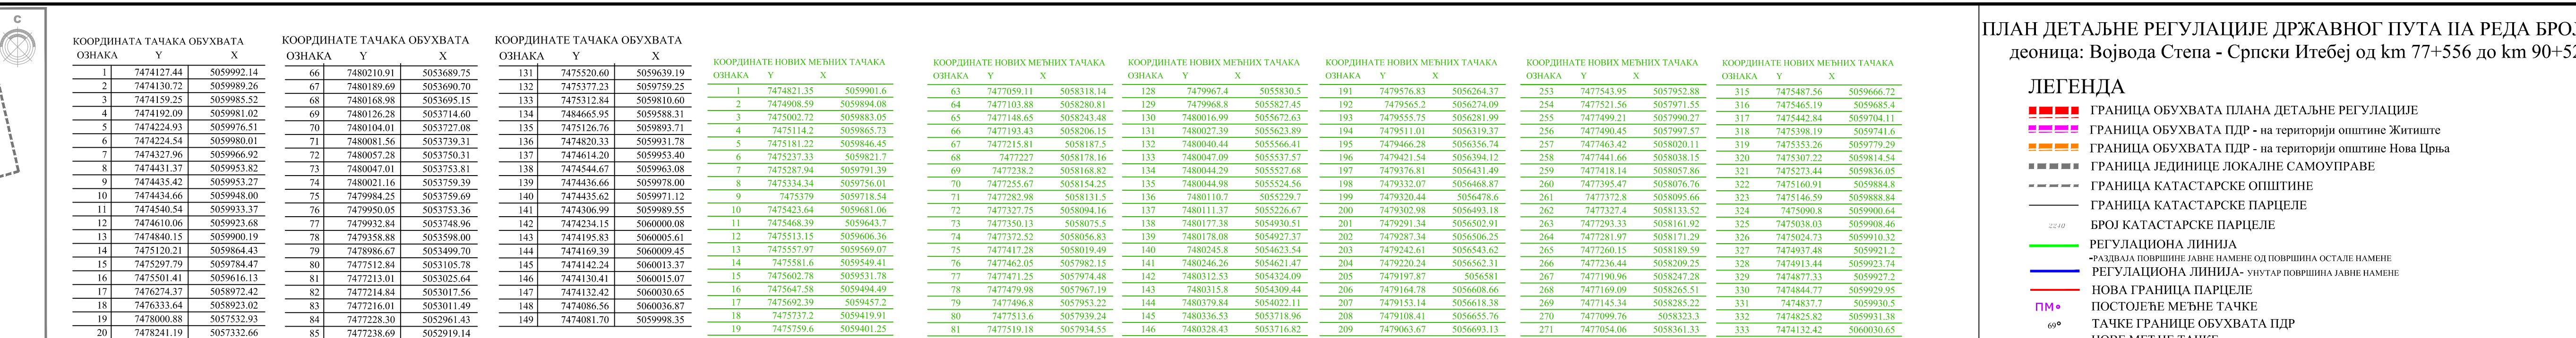 С
КООРДИНАТА ТАЧАКА ОБУХВАТА
ОЗНАКА Y X
1 7474127.44 5059992.14
2 7474130.72 5059989.26
3 7474159.25 5059985.52
4 7474192.09 5059981.02
5 7474224.93 5059976.51
6 7474224.54 5059980.01
7 7474327.96 5059966.92
8 7474431.37 5059953.82
9 7474435.42 5059953.27
10 7474434.66 5059948.00
11 7474540.54 5059933.37
12 7474610.06 5059923.68
13 7474840.15 5059900.19
14 7475120.21 5059864.43
15 7475297.79 5059784.47
16 7475501.41 5059616.13
17 7476274.37 5058972.42
18 7476333.64 5058923.02
19 7478000.88 5057532.93
20 7478241.19 5057332.66
КООРДИНАТЕ ТАЧАКА ОБУХВАТА
ОЗНАКА Y X
66 7480210.91 5053689.75
67 7480189.69 5053690.70
68 7480168.98 5053695.15
69 7480126.28 5053714.60
70 7480104.01 5053727.08
71 7480081.56 5053739.31
72 7480057.28 5053750.31
73 7480047.01 5053753.81
74 7480021.16 5053759.39
75 7479984.25 5053759.69
76 7479950.05 5053753.36
77 7479932.84 5053748.96
78 7479358.88 5053598.00
79 7478986.67 5053499.70
80 7477512.84 5053105.78
81 7477213.01 5053025.64
82 7477214.84 5053017.56
83 7477216.01 5053011.49
84 7477228.30 5052961.43
85 7477238.69 5052919.14
КООРДИНАТЕ ТАЧАКА ОБУХВАТА
ОЗНАКА Y X
131 7475520.60 5059639.19
132 7475377.23 5059759.25
133 7475312.84 5059810.60
134 7484665.95 5059588.31
135 7475126.76 5059893.71
136 7474820.33 5059931.78
137 7474614.20 5059953.40
138 7474544.67 5059963.08
139 7474436.66 5059978.00
140 7474435.62 5059971.12
141 7474306.99 5059989.55
142 7474234.15 5060000.08
143 7474195.83 5060005.61
144 7474169.39 5060009.45
145 7474142.24 5060013.37
146 7474130.41 5060015.07
147 7474132.42 5060030.65
148 7474086.56 5060036.87
149 7474081.70 5059998.35
КООРДИНАТЕ НОВИХ МЕЂНИХ ТАЧАКА
ОЗНАКА Y X
1 7474821.35 5059901.6
2 7474908.59 5059894.08
3 7475002.72 5059883.05
4 7475114.2 5059865.73
5 7475181.22 5059846.45
6 7475237.33 5059821.7
7 7475287.94 5059791.39
8 7475334.34 5059756.01
9 7475379 5059718.54
10 7475423.64 5059681.06
11 7475468.39 5059643.7
12 7475513.15 5059606.36
13 7475557.97 5059569.07
14 7475581.6 5059549.41
15 7475602.78 5059531.78
16 7475647.58 5059494.49
17 7475692.39 5059457.2
18 7475737.2 5059419.91
19 7475759.6 5059401.25
КООРДИНАТЕ НОВИХ МЕЂНИХ ТАЧАКА
ОЗНАКА Y X
63 7477059.11 5058318.14
64 7477103.88 5058280.81
65 7477148.65 5058243.48
66 7477193.43 5058206.15
67 7477215.81 5058187.5
68 7477227 5058178.16
69 7477238.2 5058168.82
70 7477255.67 5058154.25
71 7477282.98 5058131.5
72 7477327.75 5058094.16
73 7477350.13 5058075.5
74 7477372.52 5058056.83
75 7477417.28 5058019.49
76 7477462.05 5057982.15
77 7477471.25 5057974.48
78 7477479.98 5057967.19
79 7477496.8 5057953.22
80 7477513.6 5057939.24
81 7477519.18 5057934.55
КООРДИНАТЕ НОВИХ МЕЂНИХ ТАЧАКА
ОЗНАКА Y X
128 7479967.4 5055830.5
129 7479968.8 5055827.45
130 7480016.99 5055672.63
131 7480027.39 5055623.89
132 7480040.44 5055566.41
133 7480047.09 5055537.57
134 7480044.29 5055527.68
135 7480044.98 5055524.56
136 7480110.7 5055229.7
137 7480111.37 5055226.67
138 7480177.38 5054930.51
139 7480178.08 5054927.37
140 7480245.8 5054623.54
141 7480246.26 5054621.47
142 7480312.53 5054324.09
143 7480315.8 5054309.44
144 7480379.84 5054022.11
145 7480336.53 5053718.96
146 7480328.43 5053716.82
КООРДИНАТЕ НОВИХ МЕЂНИХ ТАЧАКА
ОЗНАКА Y X
191 7479576.83 5056264.37
192 7479565.2 5056274.09
193 7479555.75 5056281.99
194 7479511.01 5056319.37
195 7479466.28 5056356.74
196 7479421.54 5056394.12
197 7479376.81 5056431.49
198 7479332.07 5056468.87
199 7479320.44 5056478.6
200 7479302.98 5056493.18
201 7479291.34 5056502.91
202 7479287.34 5056506.25
203 7479242.61 5056543.62
204 7479220.24 5056562.31
205 7479197.87 5056581
206 7479164.78 5056608.66
207 7479153.14 5056618.38
208 7479108.41 5056655.76
209 7479063.67 5056693.13
КООРДИНАТЕ НОВИХ МЕЂНИХ ТАЧАКА
ОЗНАКА Y X
253 7477543.95 5057952.88
254 7477521.56 5057971.55
255 7477499.21 5057990.27
256 7477490.45 5057997.57
257 7477463.42 5058020.11
258 7477441.66 5058038.15
259 7477418.14 5058057.86
260 7477395.47 5058076.76
261 7477372.8 5058095.66
262 7477327.4 5058133.52
263 7477293.33 5058161.92
264 7477281.97 5058171.29
265 7477260.15 5058189.59
266 7477236.44 5058209.25
267 7477190.96 5058247.28
268 7477169.09 5058265.51
269 7477145.34 5058285.22
270 7477099.76 5058323.3
271 7477054.06 5058361.33
КООРДИНАТЕ НОВИХ МЕЂНИХ ТАЧАКА
ОЗНАКА Y X
315 7475487.56 5059666.72
316 7475465.19 5059685.4
317 7475442.84 5059704.11
318 7475398.19 5059741.6
319 7475353.26 5059779.29
320 7475307.22 5059814.54
321 7475273.44 5059836.05
322 7475160.91 5059884.8
323 7475146.59 5059888.84
324 7475090.8 5059900.64
325 7475038.03 5059908.46
326 7475024.73 5059910.32
327 7474937.48 5059921.2
328 7474913.44 5059923.74
329 7474877.33 5059927.2
330 7474844.77 5059929.95
331 7474837.7 5059930.5
332 7474825.82 5059931.38
333 7474132.42 5060030.65
ПЛАН ДЕТАЉНЕ РЕГУЛАЦИЈЕ ДРЖАВНОГ ПУТА IIА РЕДА БРОЈ
деоница: Војвода Степа - Српски Итебеј од km 77+556 до km 90+52
ЛЕГЕНДА
ГРАНИЦА ОБУХВАТА ПЛАНА ДЕТАЉНЕ РЕГУЛАЦИЈЕ
ГРАНИЦА ОБУХВАТА ПДР - на територији општине Житиште
ГРАНИЦА ОБУХВАТА ПДР - на територији општине Нова Црња
ГРАНИЦА ЈЕДИНИЦЕ ЛОКАЛНЕ САМОУПРАВЕ
ГРАНИЦА КАТАСТАРСКЕ ОПШТИНЕ
ГРАНИЦА КАТАСТАРСКЕ ПАРЦЕЛЕ
2240 БРОЈ КАТАСТАРСКЕ ПАРЦЕЛЕ
РЕГУЛАЦИОНА ЛИНИЈА
-РАЗДВАЈА ПОВРШИНЕ ЈАВНЕ НАМЕНЕ ОД ПОВРШИНА ОСТАЛЕ НАМЕНЕ
РЕГУЛАЦИОНА ЛИНИЈА- УНУТАР ПОВРШИНА ЈАВНЕ НАМЕНЕ
НОВА ГРАНИЦА ПАРЦЕЛЕ
ПМ ПОСТОЈЕЋЕ МЕЂНЕ ТАЧКЕ
69 ТАЧКЕ ГРАНИЦЕ ОБУХВАТА ПДР